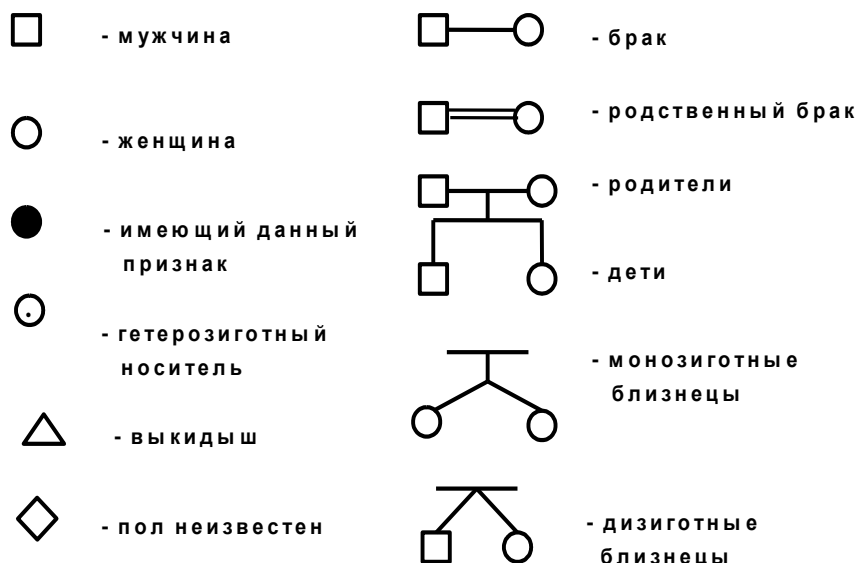 - мужчина
- женщина
- имеющий данный
признак
- гетерозиготный
носитель
- выкидыш
- пол неизвестен
- брак
- родственный брак
- родители
- дети
- монозиготные
близнецы
- дизиготные
близнецы